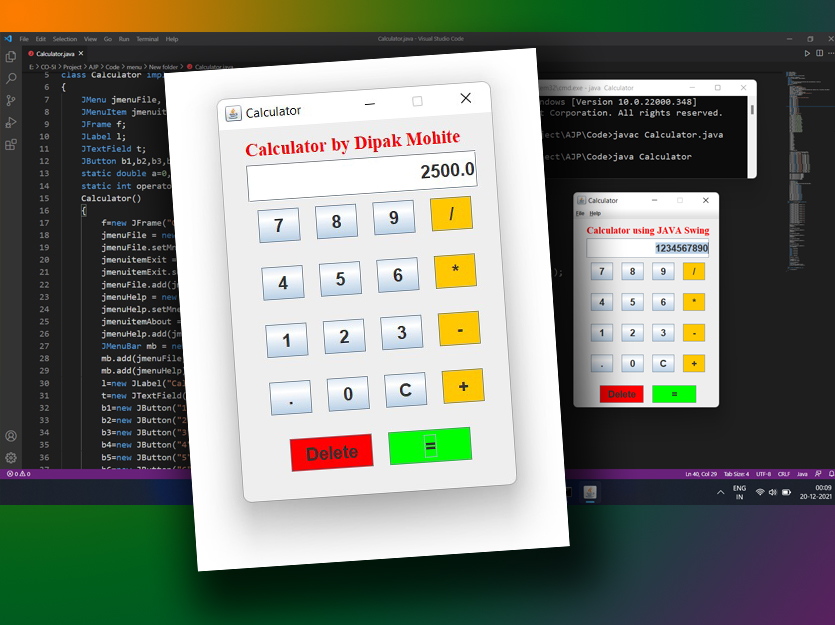 File Edit Selection View Go Run Terminal Help
Calculator.java - Visual Studio Code
Calculator.java
E: > CO-5I > Project > AJP > Code > menu > New folder > Calculator.java
5 class Calculator imp
6 {
7 JMenu jmenuFile,
8 JMenuItem jmenuit
9 JFrame f;
10 JLabel l;
11 JTextField t;
12 JButton b1,b2,b3,b
13 static double a=0,
14 static int operato
15 Calculator()
16 {
17 f=new JFrame("
18 jmenuFile = new
19 jmenuFile.setMn
20 jmenuitemExit =
21 jmenuitemExit.s
22 jmenuFile.add(jm
23 jmenuHelp = new
24 jmenuHelp.setMne
25 jmenuitemAbout =
26 jmenuHelp.add(jm
27 JMenuBar mb = ne
28 mb.add(jmenuFile
29 mb.add(jmenuHelp
30 l=new JLabel("Cal
31 t=new JTextField(
32 b1=new JButton("1
33 b2=new JButton("2
34 b3=new JButton("3
35 b4=new JButton("4"
36 b5=new JButton("5"
);
Calculator
Calculator by Dipak Mohite
2500.0
7 8 9 /
4 5 6 *
1 2 3 -
. 0 C +
Delete =
cmd.exe - java Calculator
ndows [Version 10.0.22000.348]
t Corporation. All rights reserved.
ject\AJP\Code>javac Calculator.java
ject\AJP\Code>java Calculator
Calculator
File Help
Calculator using JAVA Swing
1234567890
7 8 9 /
4 5 6 *
1 2 3 -
. 0 C +
Delete =
0 0
Ln 40, Col 29 Tab Size: 4 UTF-8 CRLF Java
ENG
IN
00:09
20-12-2021